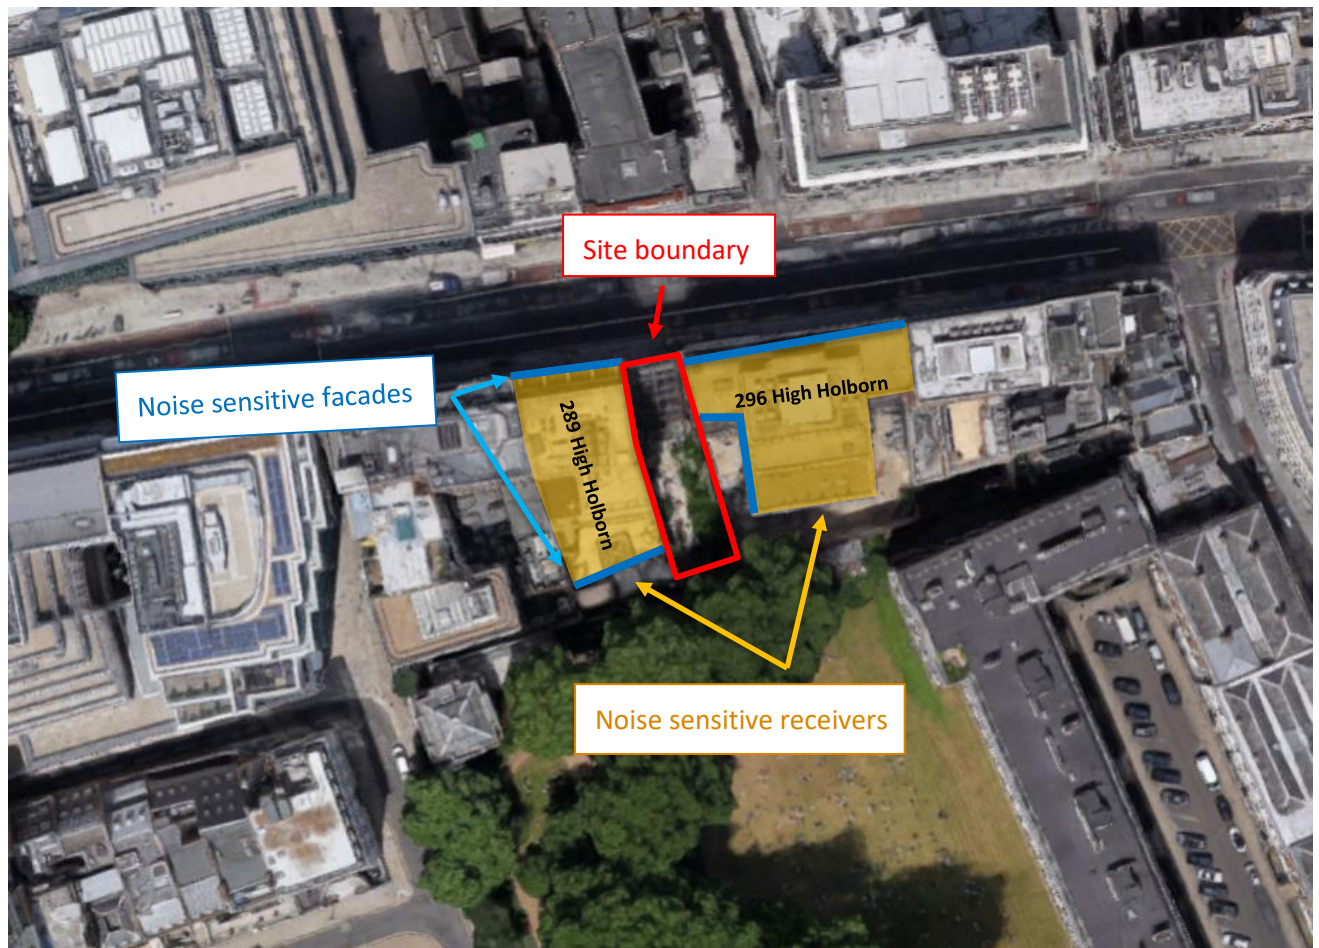 Site boundary
Noise sensitive facades
296 High Holborn
289 High Holborn
Noise sensitive receivers